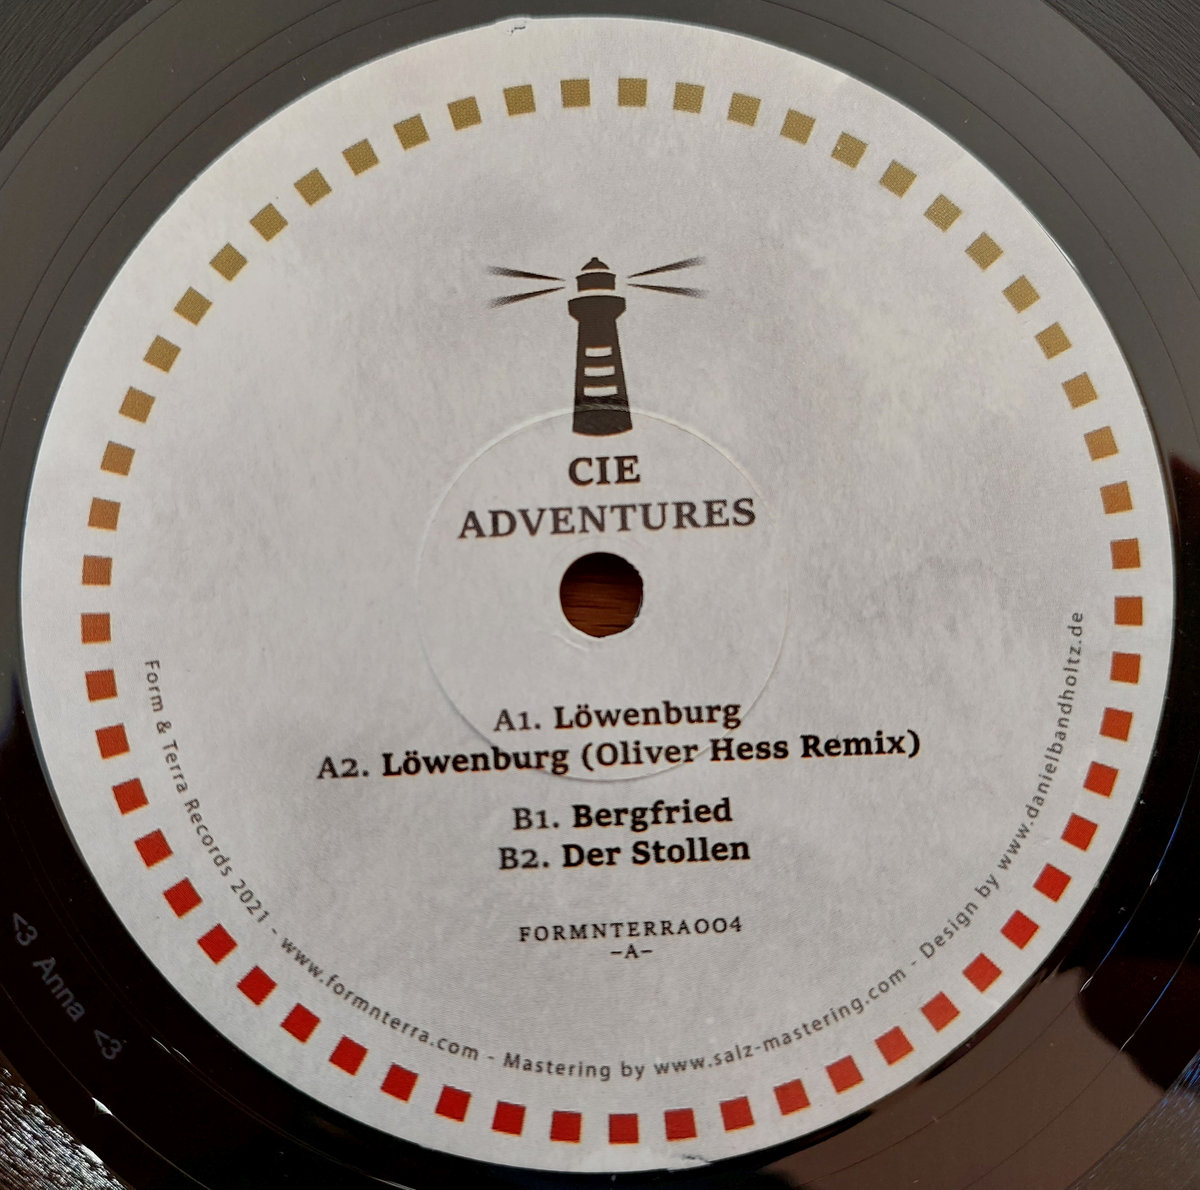 CIE
ADVENTURES
A1. Löwenburg
A2. Löwenburg (Oliver Hess Remix)
B1. Bergfried
B2. Der Stollen
FORMNTERRA004
–A–
Form & Terra Records 2021 - www.formnterra.com - Mastering by www.salz-mastering.com - Design by www.danielbandholtz.de
<3 Anna <3